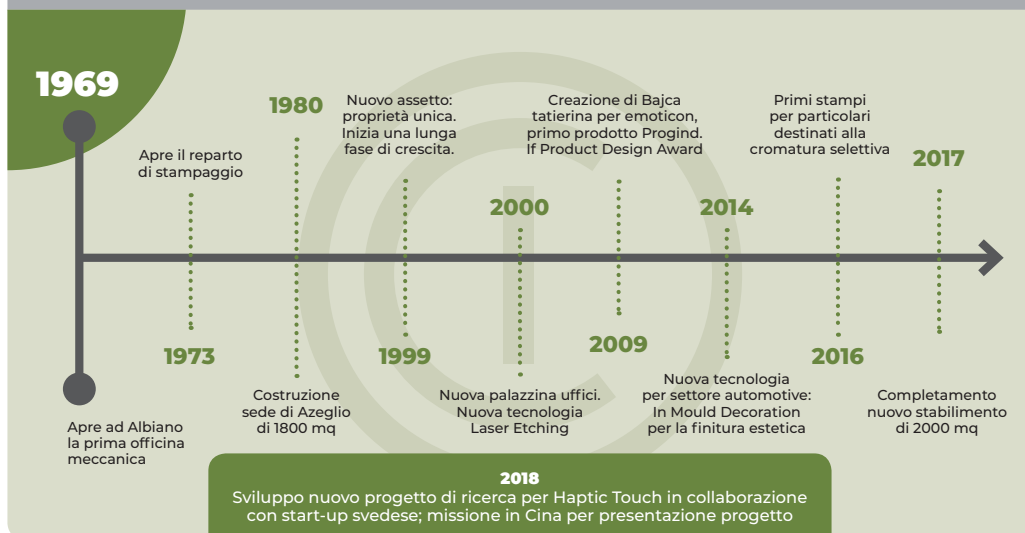 1969
Apre ad Albiano
la prima officina
meccanica
Apre il reparto
di stampaggio
1973
1980
Costruzione
sede di Azeglio
di 1800 mq
Nuovo assetto:
proprietà unica.
Inizia una lunga
fase di crescita.
1999
2000
Nuova palazzina uffici.
Nuova tecnologia
Laser Etching
Creazione di Bajca
tatierina per emoticon,
primo prodotto Progind.
If Product Design Award
2009
2014
Nuova tecnologia
per settore automotive:
In Mould Decoration
per la finitura estetica
Primi stampi
per particolari
destinati alla
cromatura selettiva
2016
2017
Completamento
nuovo stabilimento
di 2000 mq
2018
Sviluppo nuovo progetto di ricerca per Haptic Touch in collaborazione
con start-up svedese; missione in Cina per presentazione progetto